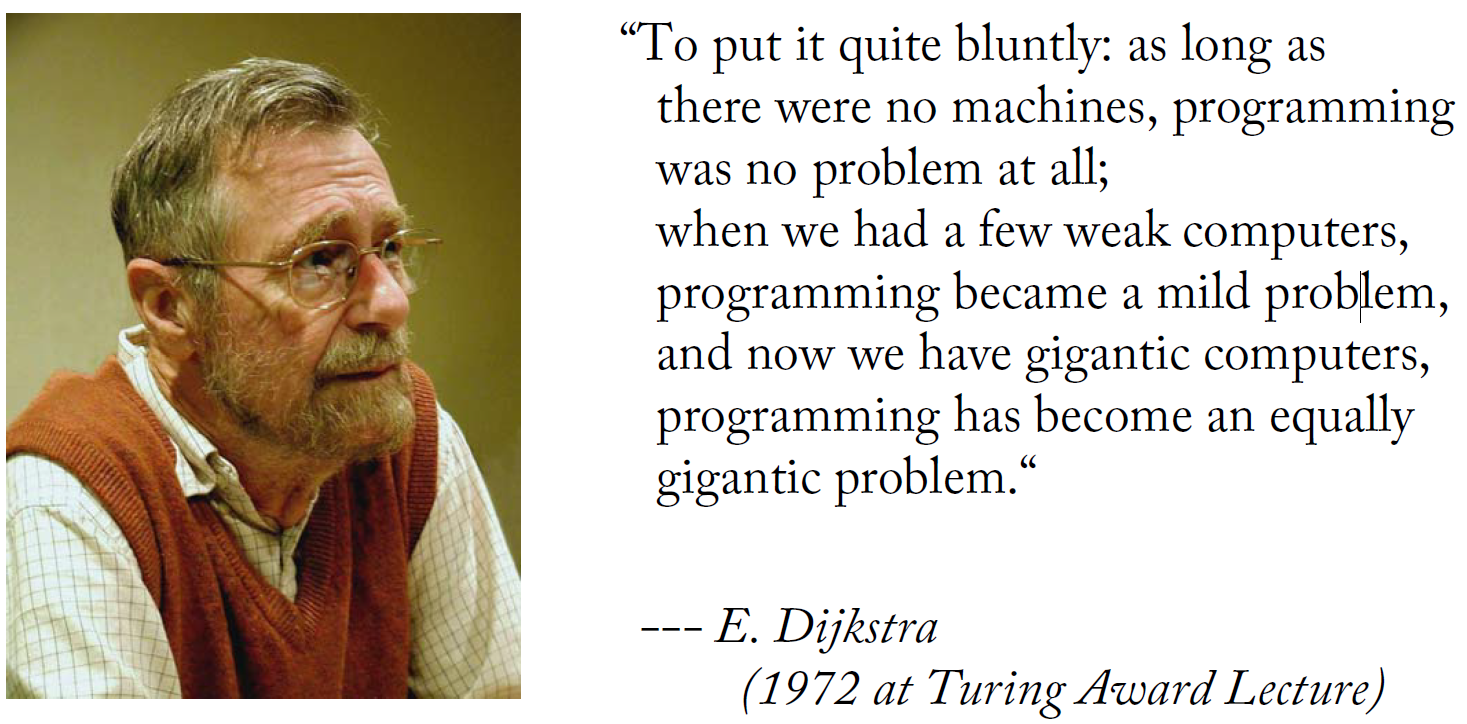 “To put it quite bluntly: as long as
there were no machines, programming
was no problem at all;
when we had a few weak computers,
programming became a mild problem,
and now we have gigantic computers,
programming has become an equally
gigantic problem.“
--- E. Dijkstra
(1972 at Turing Award Lecture)